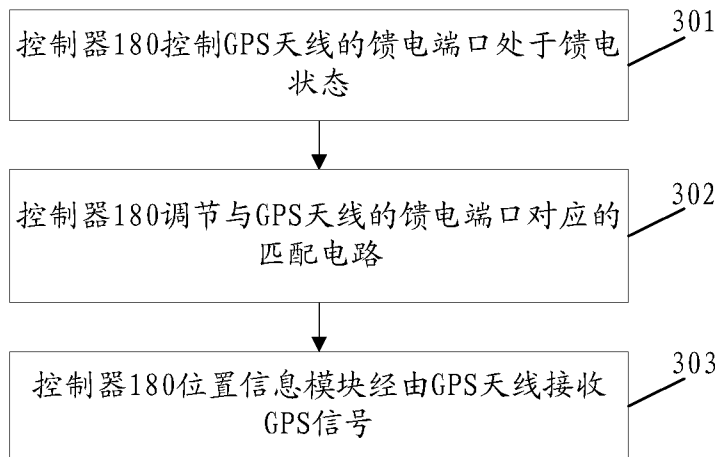 控制器180控制GPS天线的馈电端口处于馈电
状态
301
控制器180调节与GPS天线的馈电端口对应的
匹配电路
302
控制器180位置信息模块经由GPS天线接收
GPS信号
303